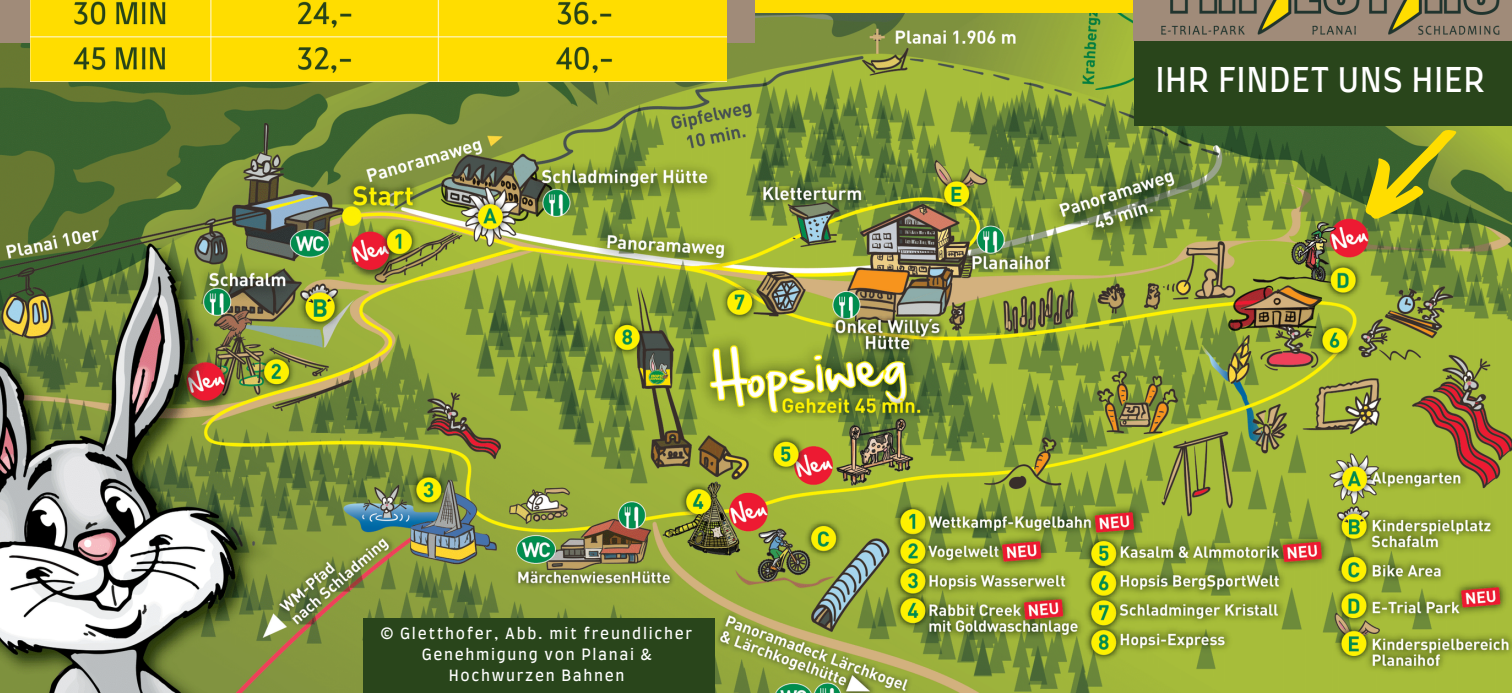 30 MIN 24,- 36.-
45 MIN 32,- 40,-
E-TRIAL-PARK PLANAI SCHLADMING
IHR FINDET UNS HIER
Planai 1.906 m
Gipfelweg
10 min.
Panoramaweg
Start
Schladminger Hütte
A
Kletterturm
E
Panoramaweg
45 min.
Planai 10er
WC
Neu
1
Panoramaweg
Planaihof
Neu
D
Schafalm
B
7
Onkel Willy's
Hütte
8
6
Neu
2
Hopsiweg
Gehzeit 45 min.
5
Neu
3
4
Neu
WC
MärchenwiesenHütte
C
WM-Pfad
nach Schladming
Panoramadeck Lärchkogel
& Lärchkogelhütte
WC
1 Wettkampf-Kugelbahn NEU
2 Vogelwelt NEU
3 Hopsis Wasserwelt
4 Rabbit Creek NEU
mit Goldwaschanlage
5 Kasalm & Almmotorik NEU
6 Hopsis BergSportWelt
7 Schladminger Kristall
8 Hopsi-Express
A Alpengarten
B Kinderspielplatz
Schafalm
C Bike Area
D E-Trial Park NEU
E Kinderspielbereich
Planaihof
© Gletthofer, Abb. mit freundlicher
Genehmigung von Planai &
Hochwurzen Bahnen